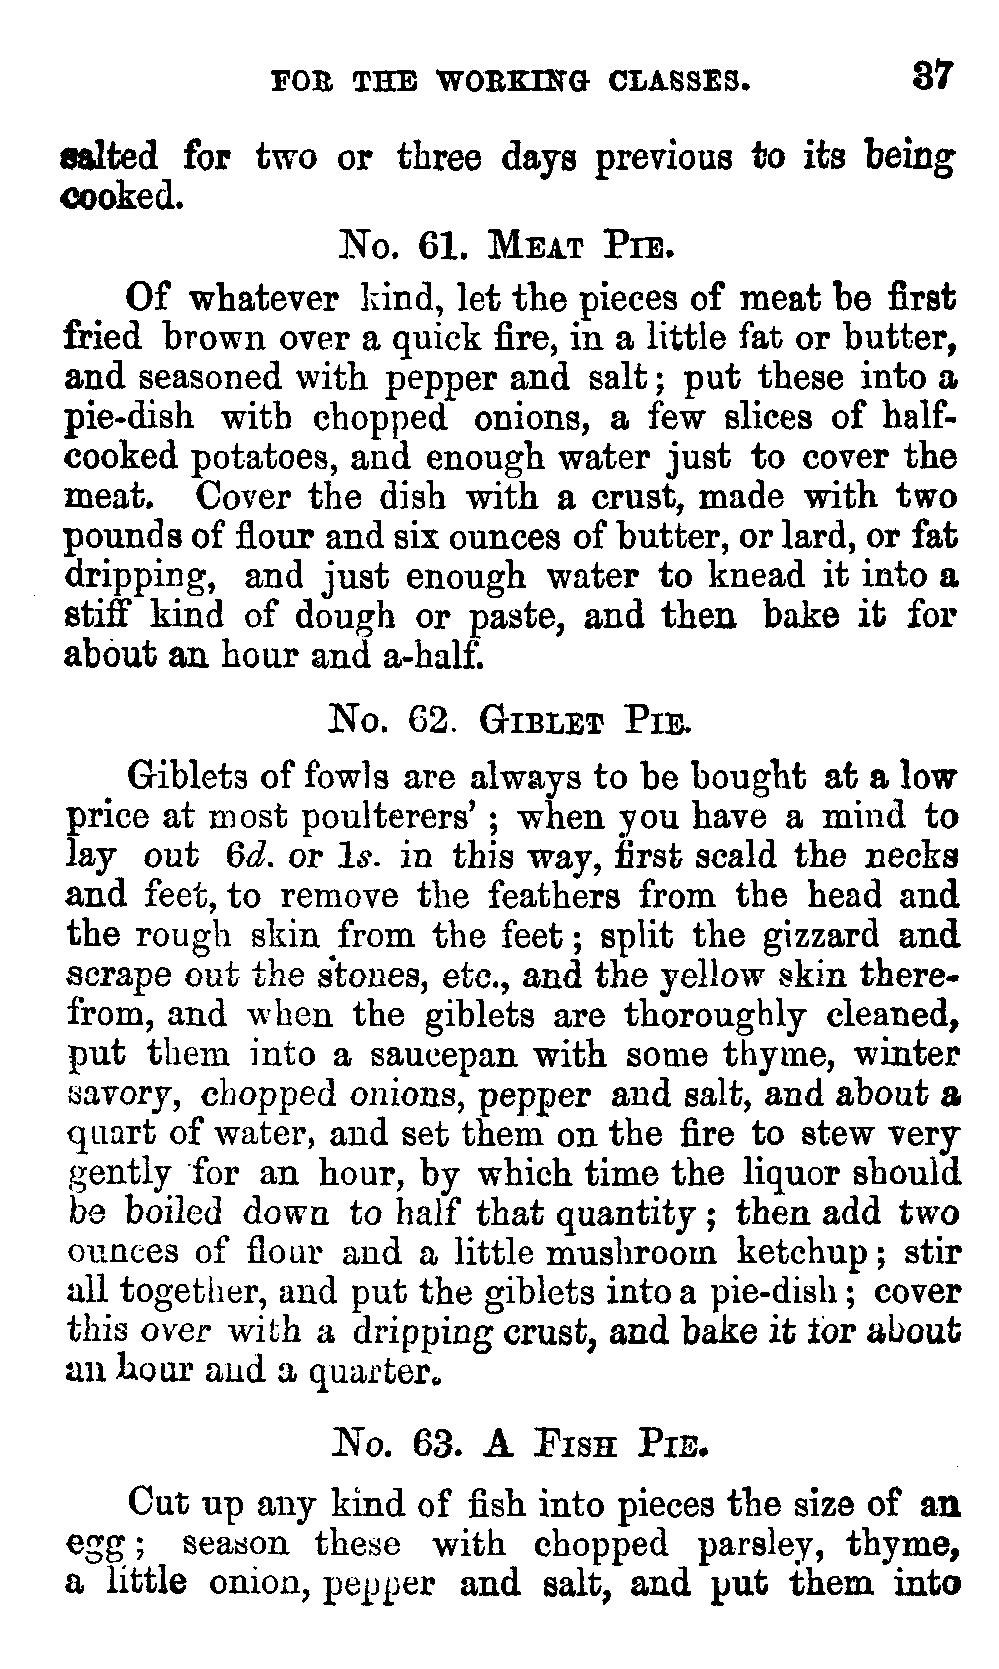 FOR THE WORKING CLASSES. 37
salted for two or three days previous to its being
cooked.
No. 61. Meat Pie.
Of whatever kind, let the pieces of meat be first
fried brown over a quick fire, in a little fat or butter,
and seasoned with pepper and salt; put these into a
pie-dish with chopped onions, a few slices of half-
cooked potatoes, and enough water just to cover the
meat. Cover the dish with a crust, made with two
pounds of flour and six ounces of butter, or lard, or fat
dripping, and just enough water to knead it into a
stiff kind of dough or paste, and then bake it for
about an hour and a-half.
No. 62. Giblet Pie.
Giblets of fowls are always to be bought at a low
price at most poulterers'; when you have a mind to
lay out 6d. or 1s. in this way, first scald the necks
and feet, to remove the feathers from the head and
the rough skin from the feet; split the gizzard and
scrape out the stones, etc., and the yellow skin there-
from, and when the giblets are thoroughly cleaned,
put them into a saucepan with some thyme, winter
savory, chopped onions, pepper and salt, and about a
quart of water, and set them on the fire to stew very
gently for an hour, by which time the liquor should
be boiled down to half that quantity; then add two
ounces of flour and a little mushroom ketchup; stir
all together, and put the giblets into a pie-dish; cover
this over with a dripping crust, and bake it for about
an hour and a quarter.
No. 63. A Fish Pie.
Cut up any kind of fish into pieces the size of an
egg; season these with chopped parsley, thyme,
a little onion, pepper and salt, and put them into